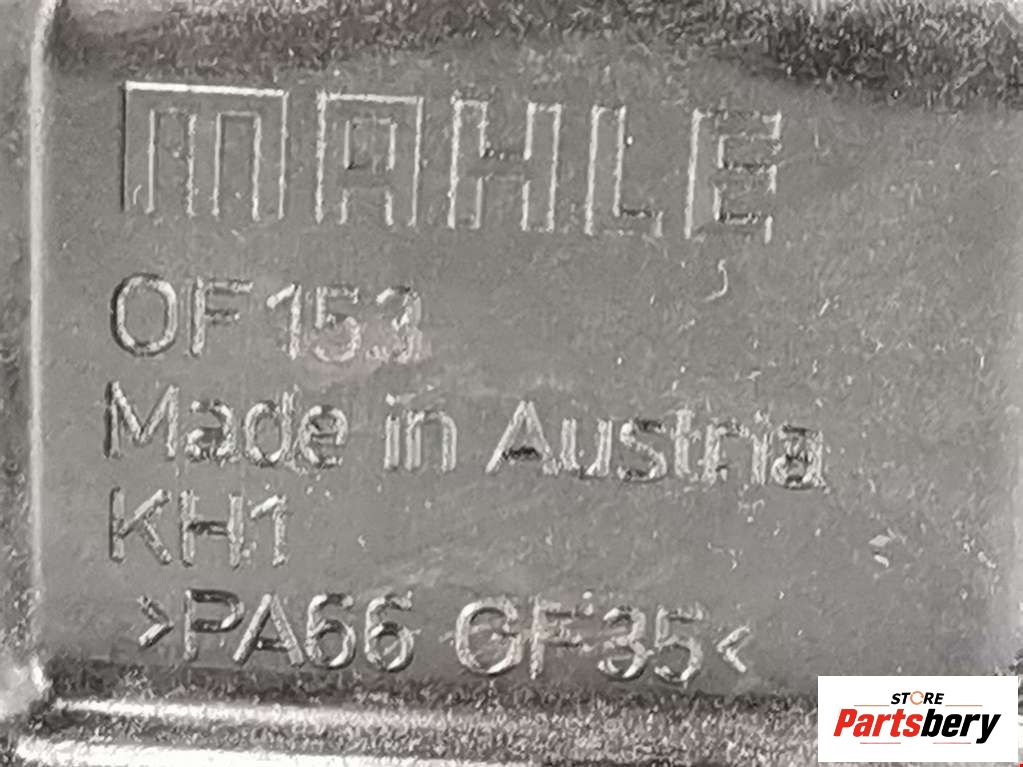 MAHLE
OF 153
Made in Austria
KH1
>PA66 GF35<
STORE
Partsbery